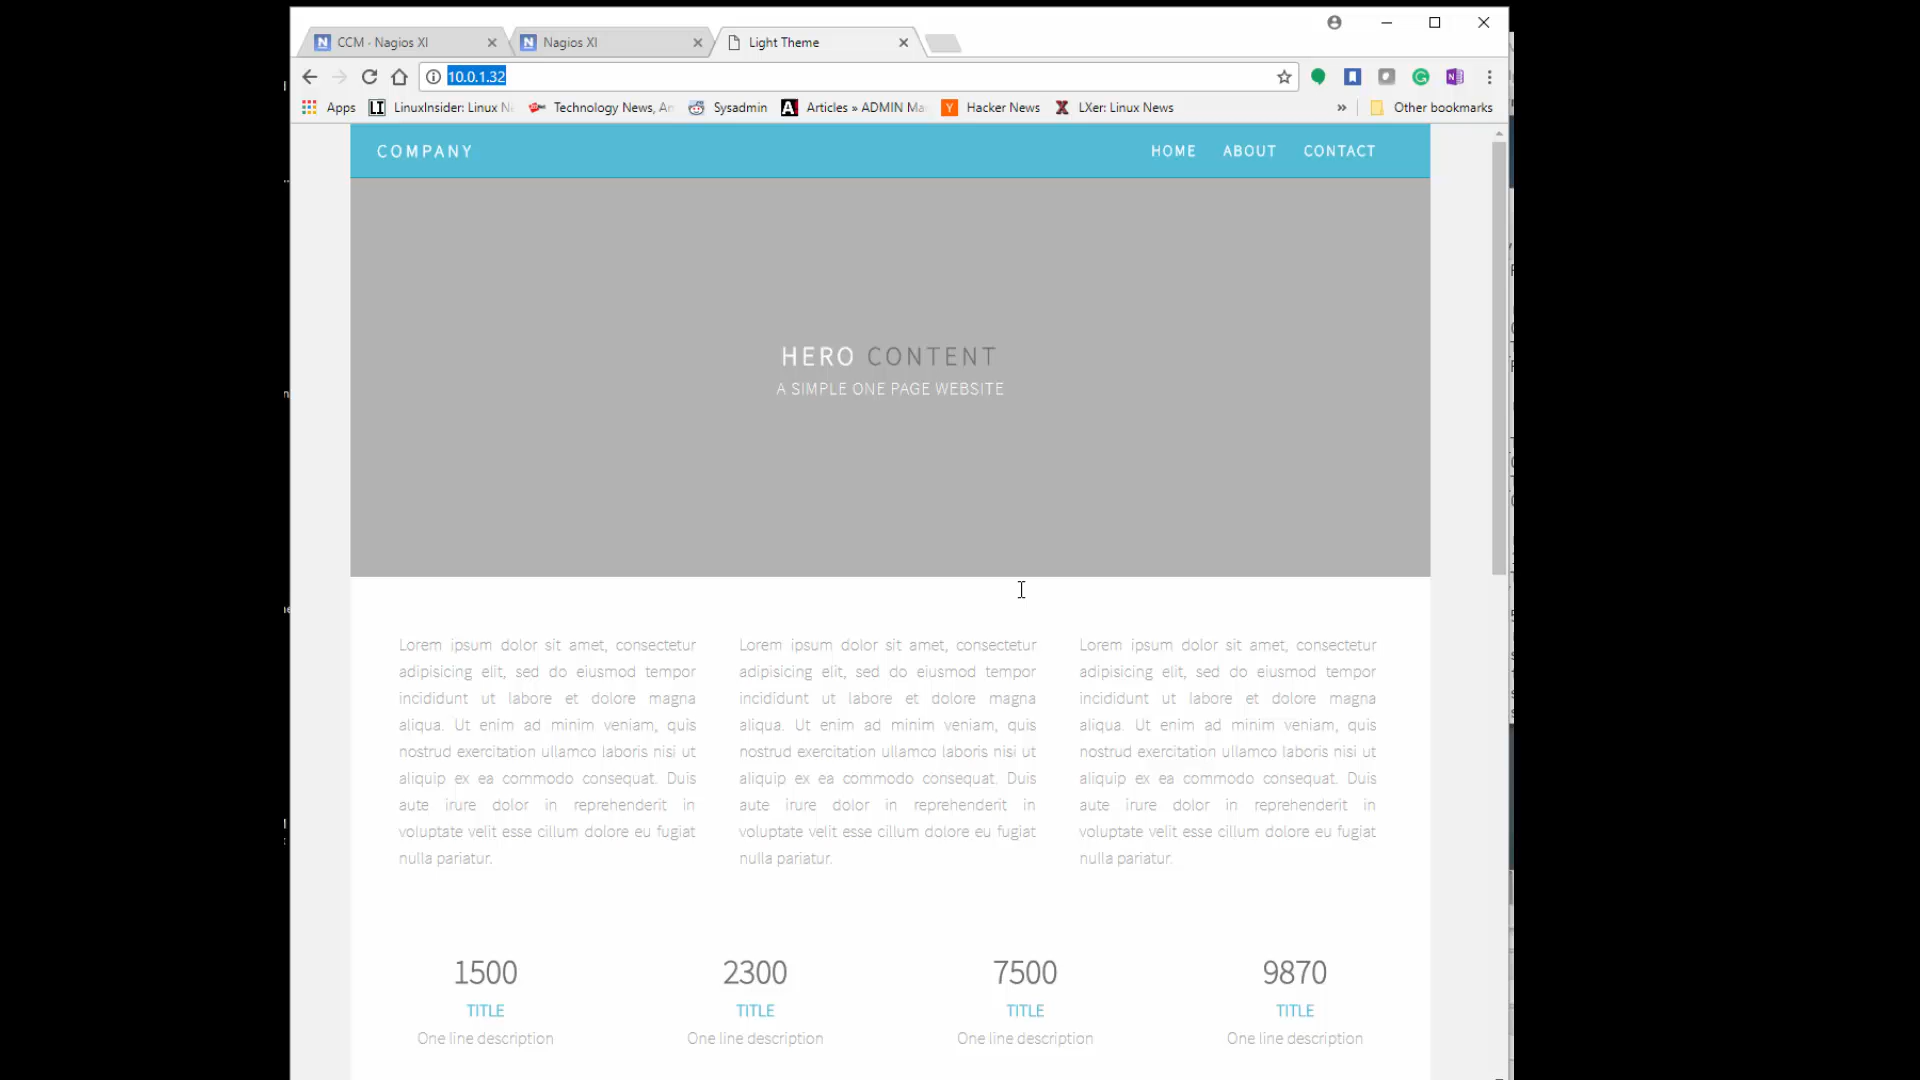 CCM - Nagios XI
Nagios XI
Light Theme
10.0.1.32
Apps
LinuxInsider: Linux N
Technology News, An
Sysadmin
Articles » ADMIN Ma
Hacker News
LXer: Linux News
»
Other bookmarks
COMPANY
HOME ABOUT CONTACT
HERO CONTENT
A SIMPLE ONE PAGE WEBSITE
Lorem ipsum dolor sit amet, consectetur
adipisicing elit, sed do eiusmod tempor
incididunt ut labore et dolore magna
aliqua. Ut enim ad minim veniam, quis
nostrud exercitation ullamco laboris nisi ut
aliquip ex ea commodo consequat. Duis
aute irure dolor in reprehenderit in
voluptate velit esse cillum dolore eu fugiat
nulla pariatur.
Lorem ipsum dolor sit amet, consectetur
adipisicing elit, sed do eiusmod tempor
incididunt ut labore et dolore magna
aliqua. Ut enim ad minim veniam, quis
nostrud exercitation ullamco laboris nisi ut
aliquip ex ea commodo consequat. Duis
aute irure dolor in reprehenderit in
voluptate velit esse cillum dolore eu fugiat
nulla pariatur.
Lorem ipsum dolor sit amet, consectetur
adipisicing elit, sed do eiusmod tempor
incididunt ut labore et dolore magna
aliqua. Ut enim ad minim veniam, quis
nostrud exercitation ullamco laboris nisi ut
aliquip ex ea commodo consequat. Duis
aute irure dolor in reprehenderit in
voluptate velit esse cillum dolore eu fugiat
nulla pariatur.
1500
TITLE
One line description
2300
TITLE
One line description
7500
TITLE
One line description
9870
TITLE
One line description